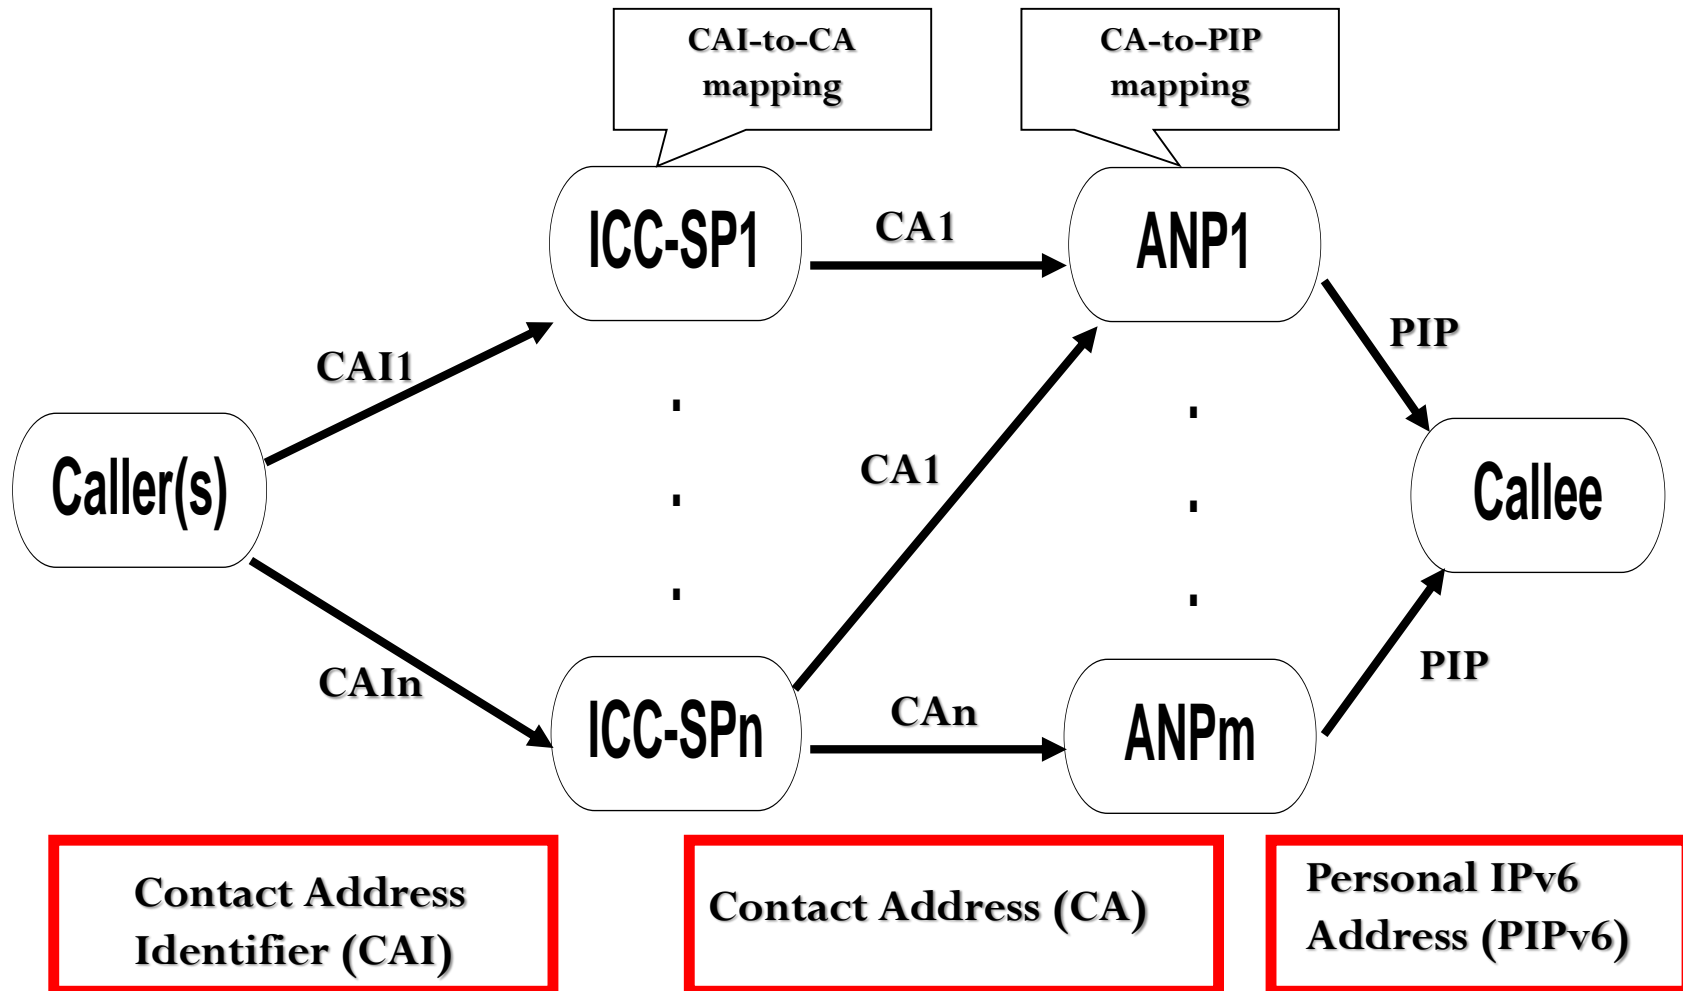 CAI-to-CA
mapping
CA-to-PIP
mapping
ICC-SP1
CA1
ANP1
PIP
CAI1
.
.
.
.
.
.
Caller(s)
CA1
Callee
CAIn
PIP
ICC-SPn
CAn
ANPm
Contact Address
Identifier (CAI)
Contact Address (CA)
Personal IPv6
Address (PIPv6)